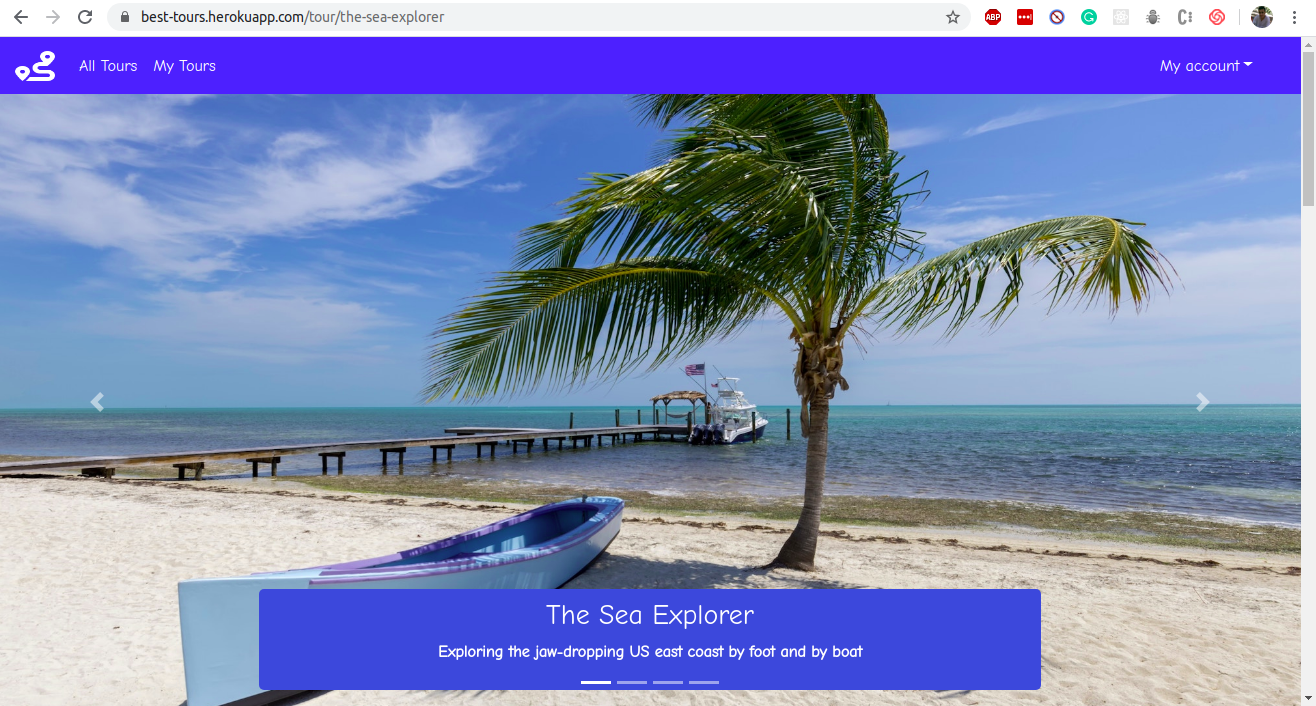 best-tours.herokuapp.com/tour/the-sea-explorer
ABP
All Tours My Tours My account
The Sea Explorer
Exploring the jaw-dropping US east coast by foot and by boat